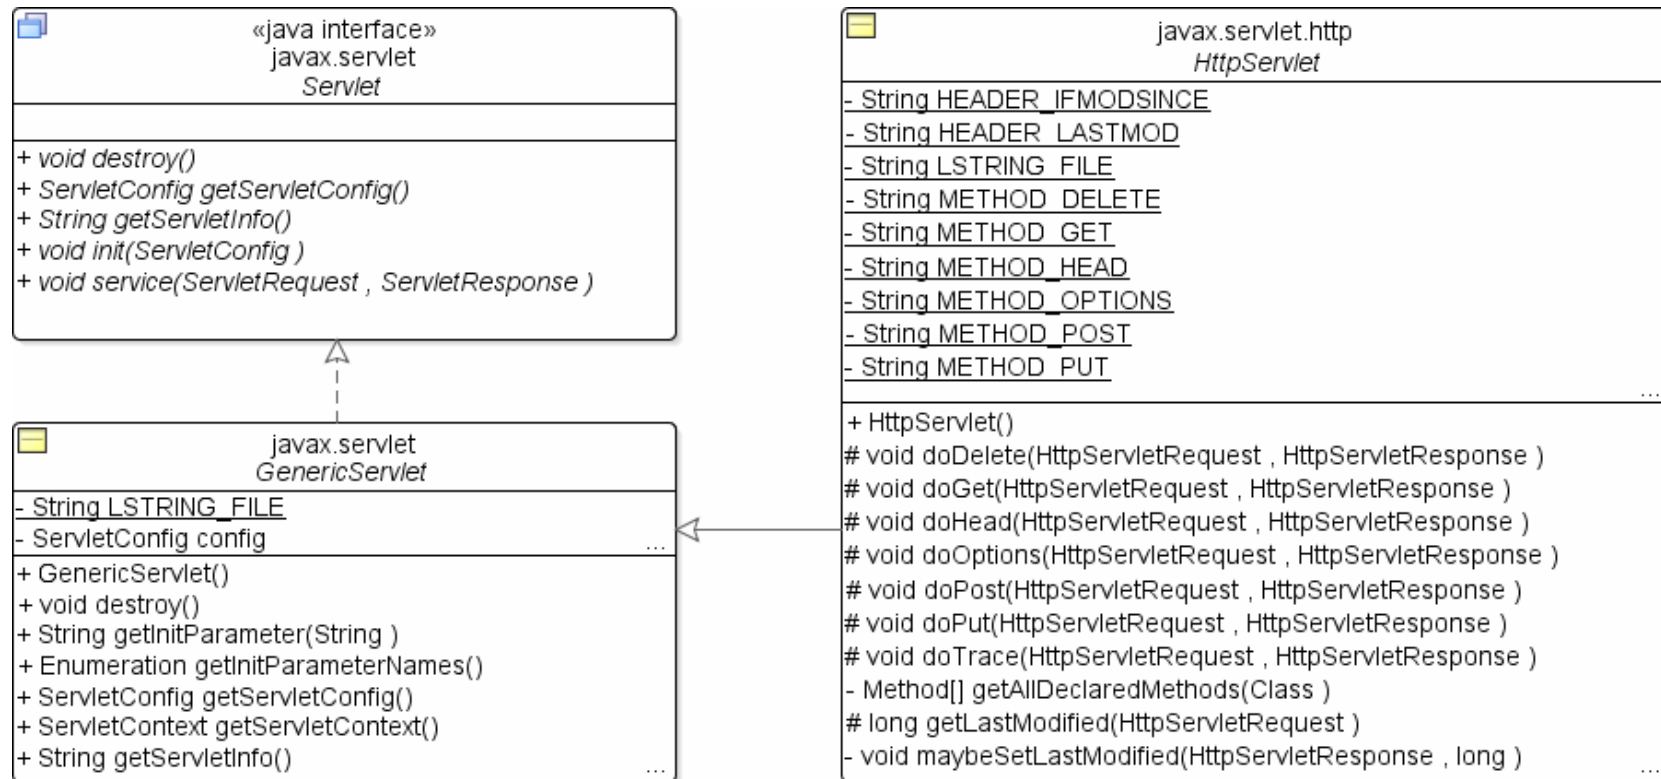 «java interface»
javax.servlet
Servlet
+ void destroy()
+ ServletConfig getServletConfig()
+ String getServletInfo()
+ void init(ServletConfig )
+ void service(ServletRequest , ServletResponse )
javax.servlet
GenericServlet
- String LSTRING_FILE
- ServletConfig config
...
+ GenericServlet()
+ void destroy()
+ String getInitParameter(String )
+ Enumeration getInitParameterNames()
+ ServletConfig getServletConfig()
+ ServletContext getServletContext()
+ String getServletInfo()
...
javax.servlet.http
HttpServlet
- String HEADER_IFMODSINCE
- String HEADER_LASTMOD
- String LSTRING_FILE
- String METHOD_DELETE
- String METHOD_GET
- String METHOD_HEAD
- String METHOD_OPTIONS
- String METHOD_POST
- String METHOD_PUT
...
+ HttpServlet()
# void doDelete(HttpServletRequest , HttpServletResponse )
# void doGet(HttpServletRequest , HttpServletResponse )
# void doHead(HttpServletRequest , HttpServletResponse )
# void doOptions(HttpServletRequest , HttpServletResponse )
# void doPost(HttpServletRequest , HttpServletResponse )
# void doPut(HttpServletRequest , HttpServletResponse )
# void doTrace(HttpServletRequest , HttpServletResponse )
- Method[] getAllDeclaredMethods(Class )
# long getLastModified(HttpServletRequest )
- void maybeSetLastModified(HttpServletResponse , long )
...